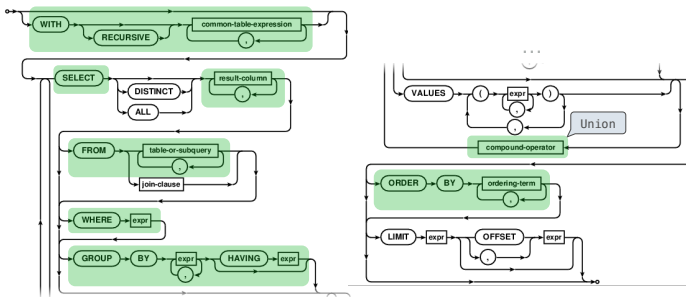 WITH common-table-expression
RECURSIVE ,
SELECT result-column
DISTINCT ,
ALL
FROM table-or-subquery
,
join-clause
WHERE expr
GROUP BY expr HAVING expr
,
...
VALUES ( expr )
,
,
Union
compound-operator
ORDER BY ordering-term
,
LIMIT expr OFFSET expr
,